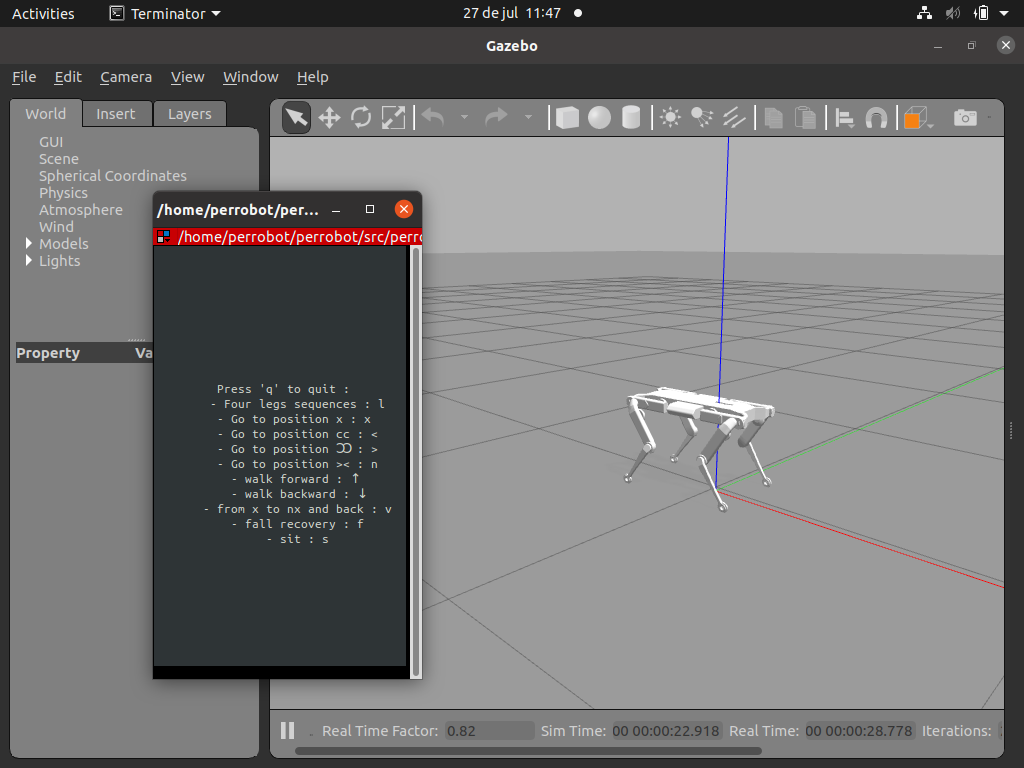 Activities
Terminator
27 de jul 11:47
Gazebo
File Edit Camera View Window Help
World Insert Layers
GUI
Scene
Spherical Coordinates
Physics
Atmosphere
Wind
Models
Lights
Property
/home/perrobot/per...
/home/perrobot/perrobot/src/perro
Press 'q' to quit :
- Four legs sequences : l
- Go to position x : x
- Go to position cc : <
- Go to position ƆƆ : >
- Go to position >< : n
- walk forward : ↑
- walk backward : ↓
- from x to nx and back : v
- fall recovery : f
- sit : s
Real Time Factor: 0.82 Sim Time: 00 00:00:22.918 Real Time: 00 00:00:28.778 Iterations: